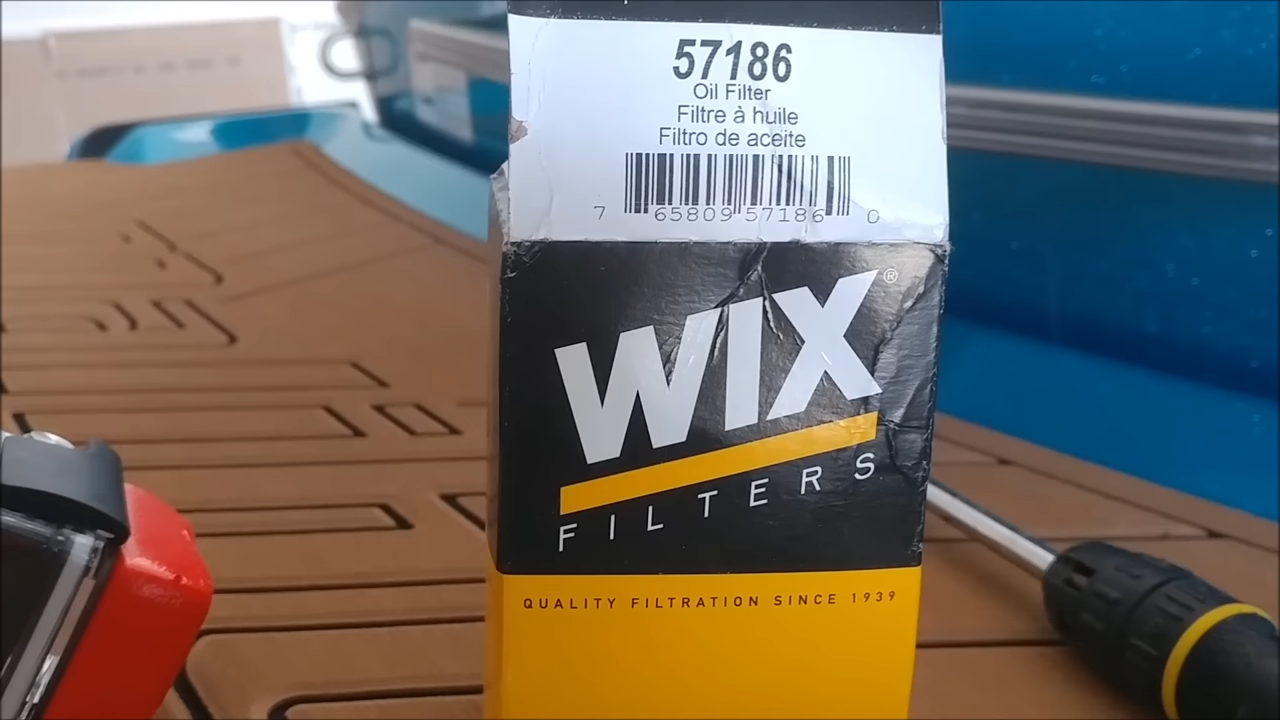 57186
Oil Filter
Filtre à huile
Filtro de aceite
7 65809 57186 0
WIX®
FILTERS
QUALITY FILTRATION SINCE 1939